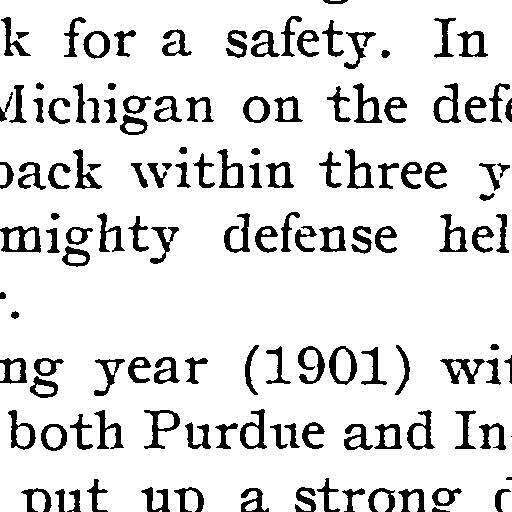 k for a safety. In
Michigan on the defe
back within three y
mighty defense hel
r.
ng year (1901) wit
both Purdue and In-
put up a strong d